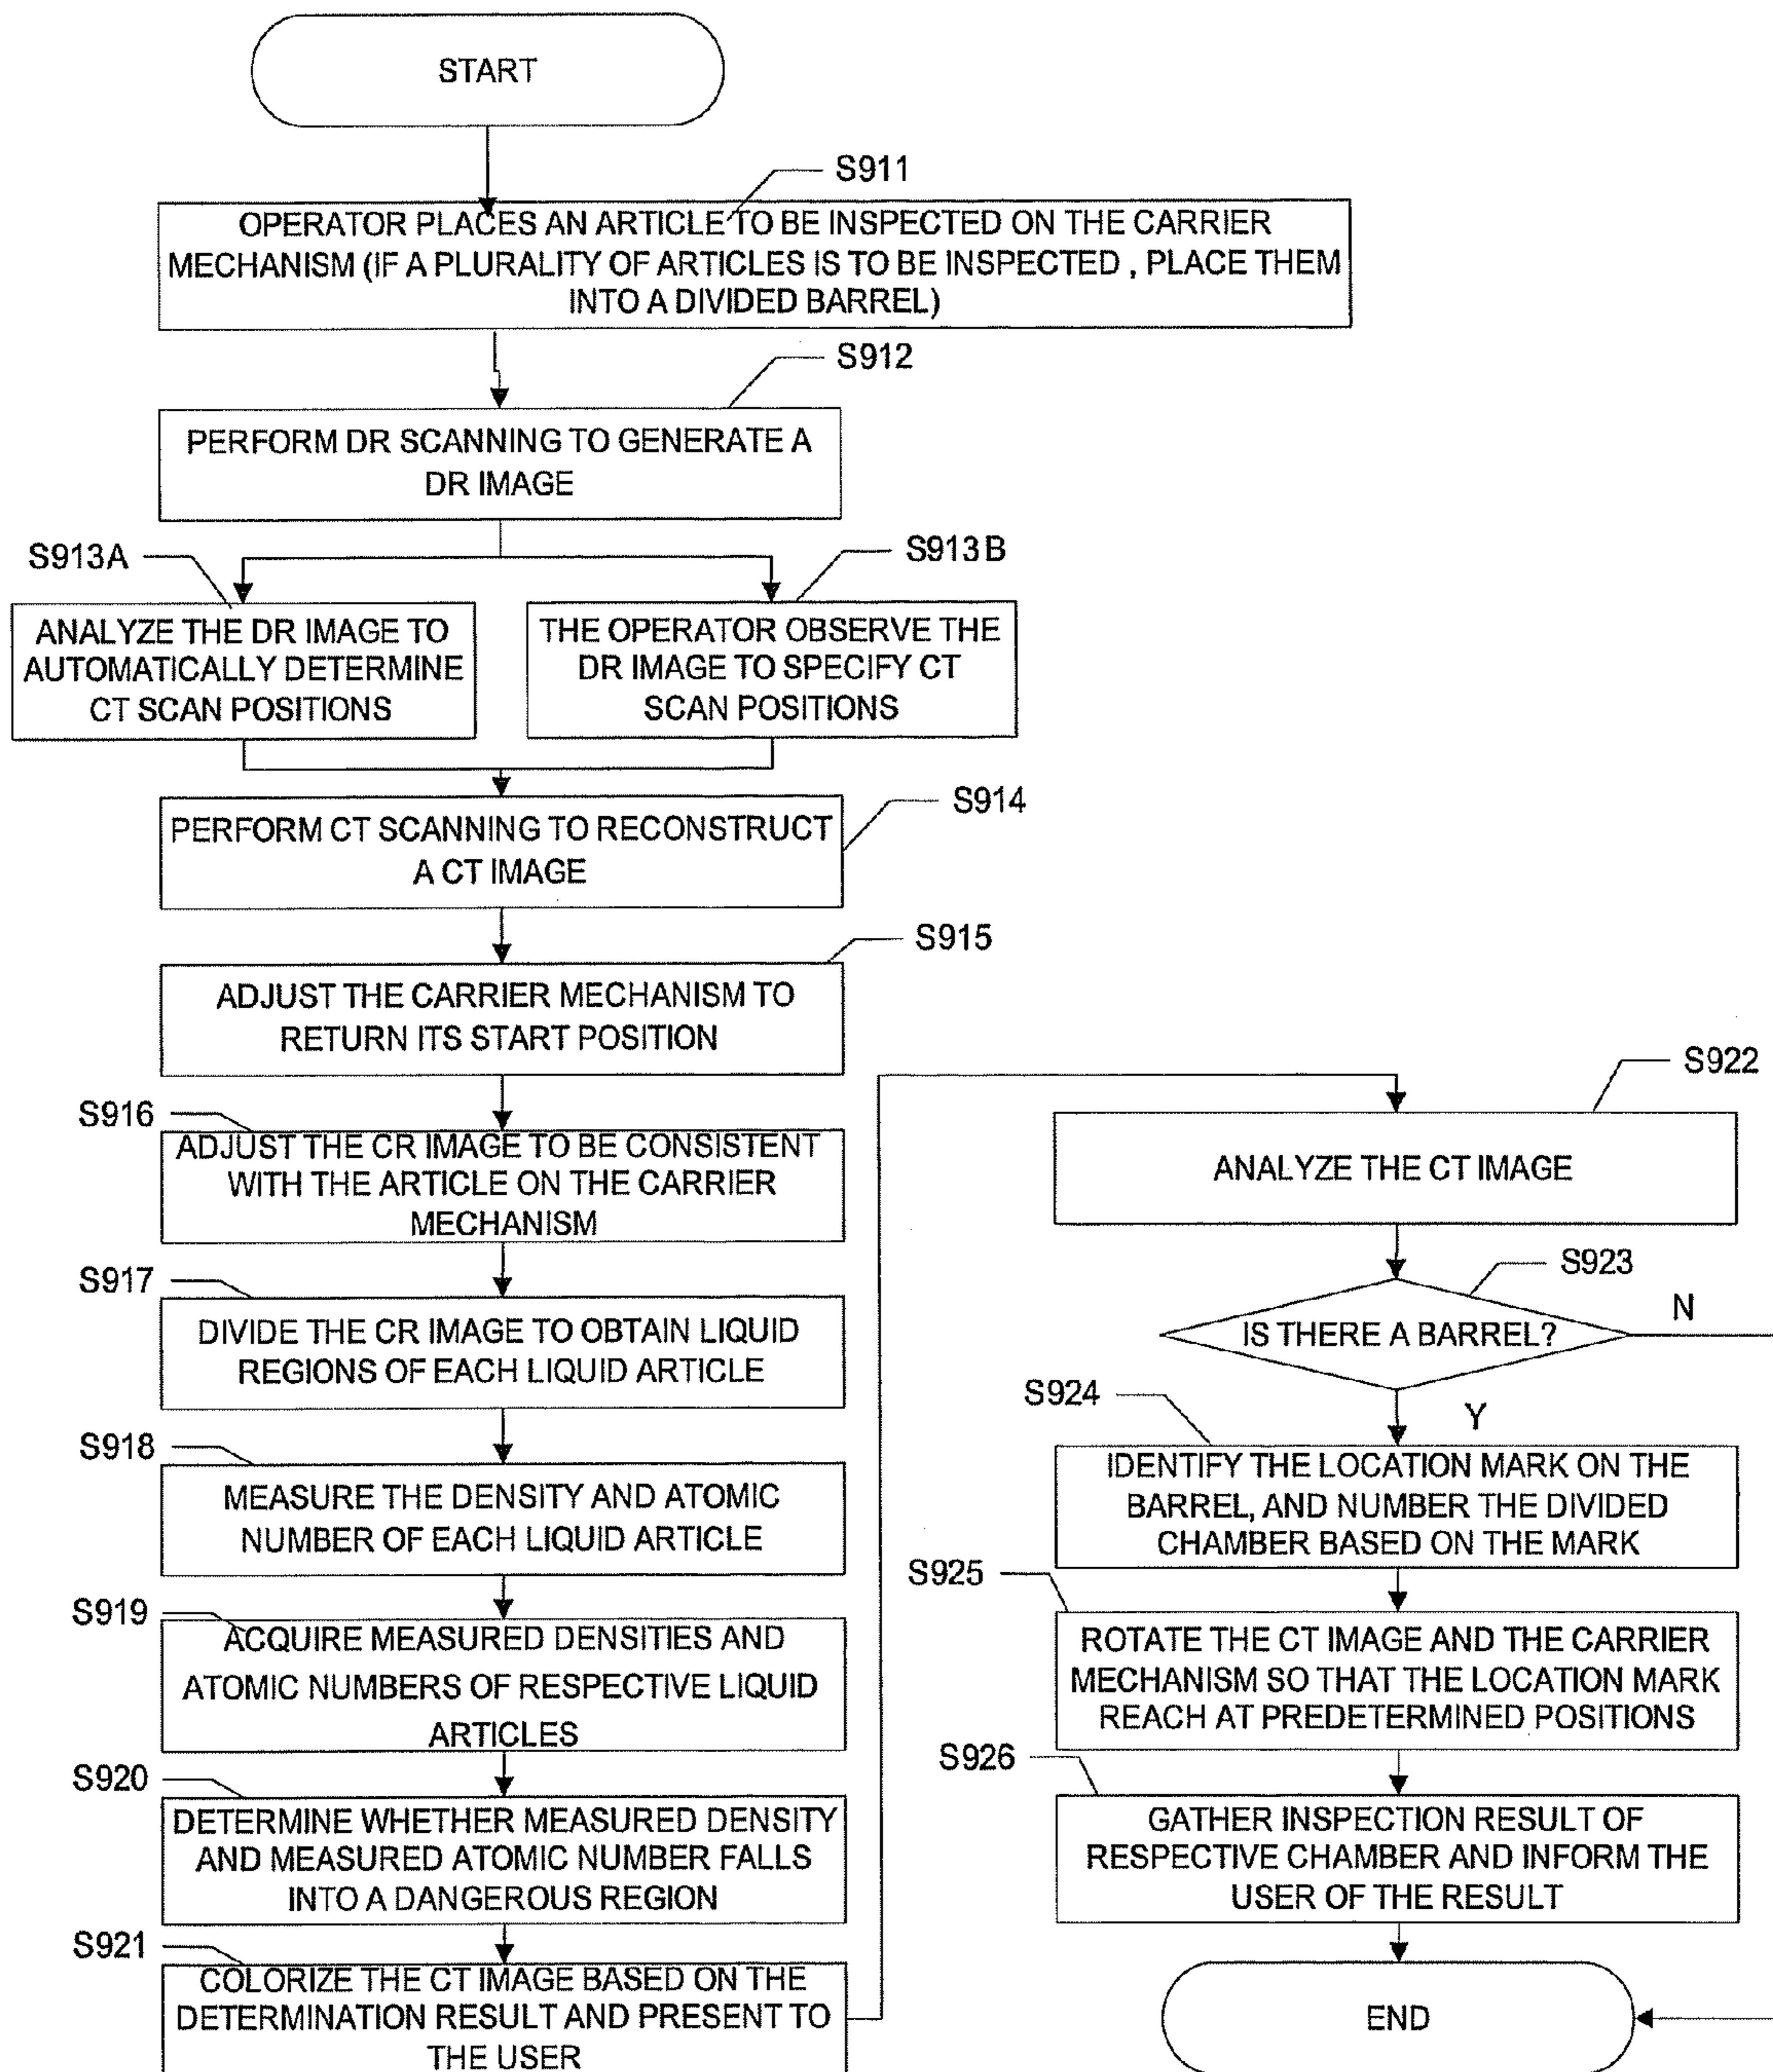 START
S911
OPERATOR PLACES AN ARTICLE TO BE INSPECTED ON THE CARRIER
MECHANISM (IF A PLURALITY OF ARTICLES IS TO BE INSPECTED , PLACE THEM
INTO A DIVIDED BARREL)
S912
PERFORM DR SCANNING TO GENERATE A
DR IMAGE
S913A
ANALYZE THE DR IMAGE TO
AUTOMATICALLY DETERMINE
CT SCAN POSITIONS
S913B
THE OPERATOR OBSERVE THE
DR IMAGE TO SPECIFY CT
SCAN POSITIONS
S914
PERFORM CT SCANNING TO RECONSTRUCT
A CT IMAGE
S915
ADJUST THE CARRIER MECHANISM TO
RETURN ITS START POSITION
S916
ADJUST THE CR IMAGE TO BE CONSISTENT
WITH THE ARTICLE ON THE CARRIER
MECHANISM
S917
DIVIDE THE CR IMAGE TO OBTAIN LIQUID
REGIONS OF EACH LIQUID ARTICLE
S918
MEASURE THE DENSITY AND ATOMIC
NUMBER OF EACH LIQUID ARTICLE
S919
ACQUIRE MEASURED DENSITIES AND
ATOMIC NUMBERS OF RESPECTIVE LIQUID
ARTICLES
S920
DETERMINE WHETHER MEASURED DENSITY
AND MEASURED ATOMIC NUMBER FALLS
INTO A DANGEROUS REGION
S921
COLORIZE THE CT IMAGE BASED ON THE
DETERMINATION RESULT AND PRESENT TO
THE USER
S922
ANALYZE THE CT IMAGE
S923
IS THERE A BARREL?
N
Y
S924
IDENTIFY THE LOCATION MARK ON THE
BARREL, AND NUMBER THE DIVIDED
CHAMBER BASED ON THE MARK
S925
ROTATE THE CT IMAGE AND THE CARRIER
MECHANISM SO THAT THE LOCATION MARK
REACH AT PREDETERMINED POSITIONS
S926
GATHER INSPECTION RESULT OF
RESPECTIVE CHAMBER AND INFORM THE
USER OF THE RESULT
END